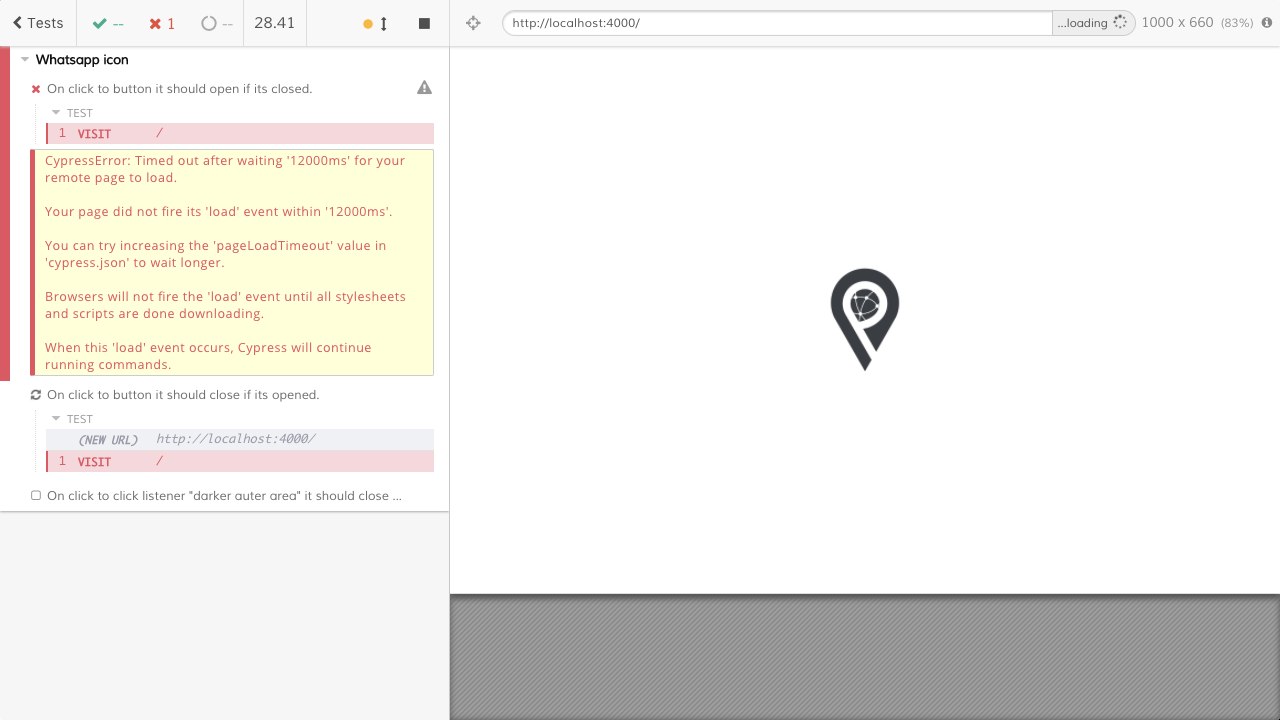 Tests
--
1
--
28.41
http://localhost:4000/
...loading
1000 x 660 (83%)
Whatsapp icon
On click to button it should open if its closed.
TEST
1 VISIT /
CypressError: Timed out after waiting '12000ms' for your
remote page to load.
Your page did not fire its 'load' event within '12000ms'.
You can try increasing the 'pageLoadTimeout' value in
'cypress.json' to wait longer.
Browsers will not fire the 'load' event until all stylesheets
and scripts are done downloading.
When this 'load' event occurs, Cypress will continue
running commands.
On click to button it should close if its opened.
TEST
(NEW URL) http://localhost:4000/
1 VISIT /
On click to click listener "darker auter area" it should close ...